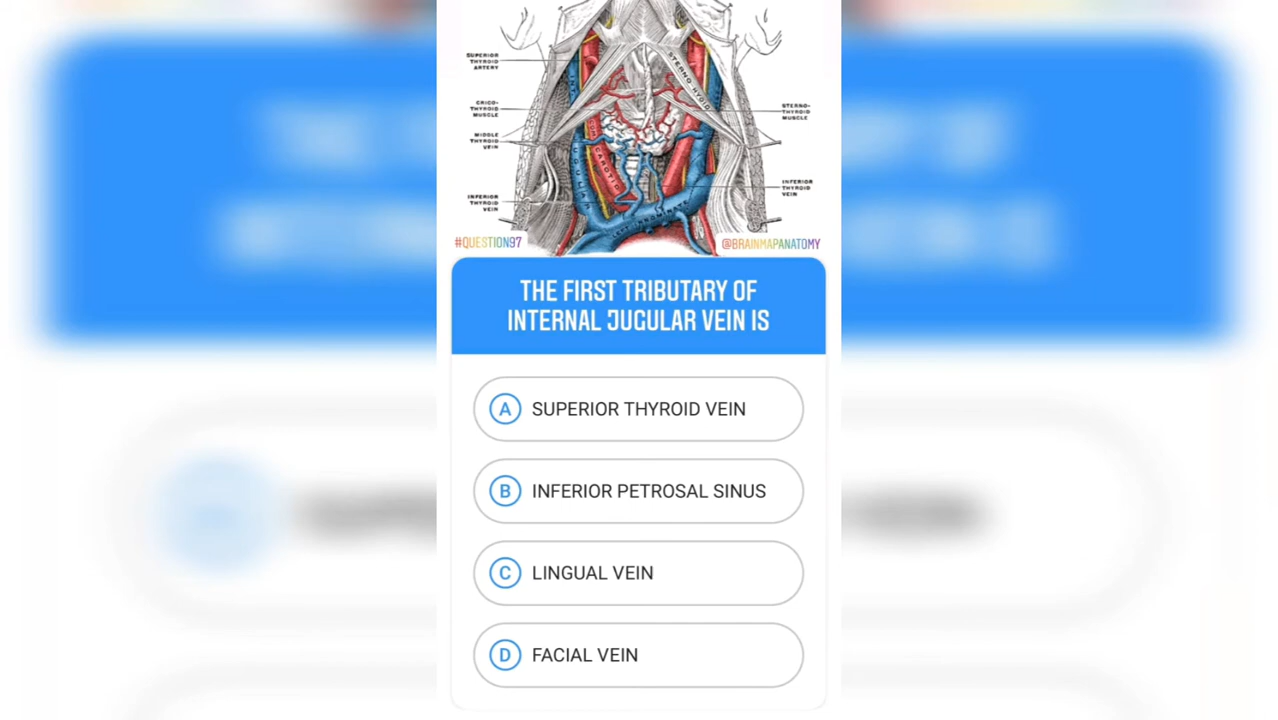 SUPERIOR
THYROID
ARTERY
STERNO-HYOID
CRICO-
THYROID
MUSCLE
STERNO-
THYROID
MUSCLE
MIDDLE
THYROID
VEIN
INFERIOR
THYROID
VEIN
INFERIOR
THYROID
VEIN
#QUESTION97
@BRAINMAPANATOMY
THE FIRST TRIBUTARY OF
INTERNAL JUGULAR VEIN IS
A SUPERIOR THYROID VEIN
B INFERIOR PETROSAL SINUS
C LINGUAL VEIN
D FACIAL VEIN